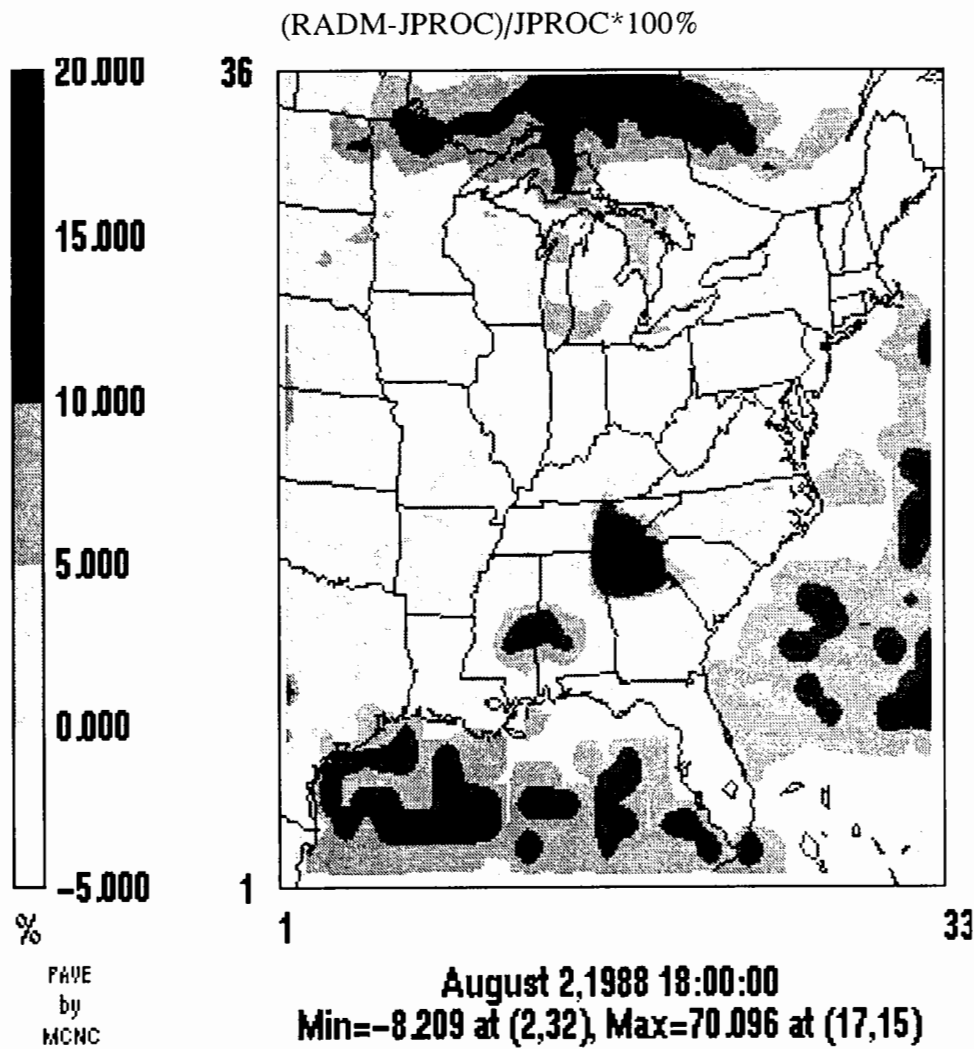 (RADM-JPROC)/JPROC*100%
20.000
15.000
10.000
5.000
0.000
-5.000
%
36
1
1
33
PAVE
by
MCNC
August 2,1988 18:00:00
Min=-8.209 at (2,32), Max=70.096 at (17,15)